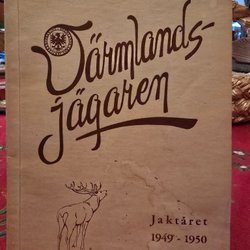 Värmlands-
jägaren
Jaktåret
1949 - 1950